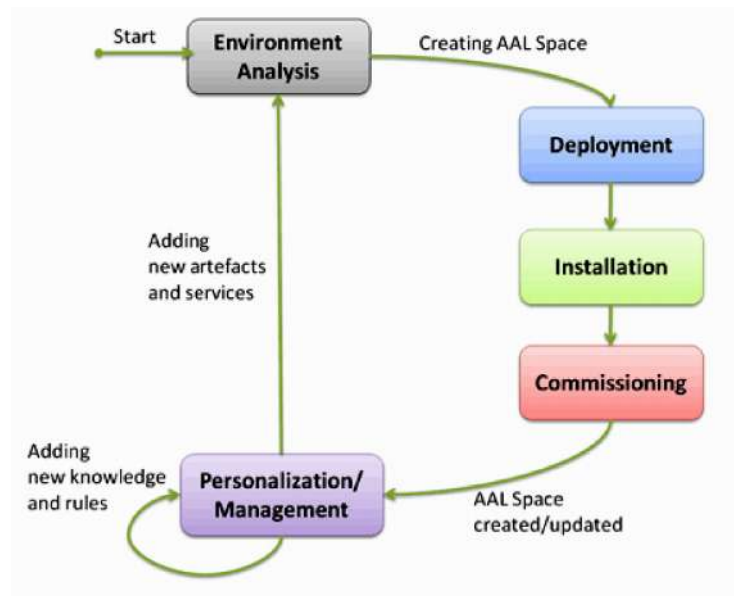 Start
Environment
Analysis
Creating AAL Space
Deployment
Installation
Commissioning
AAL Space
created/updated
Personalization/
Management
Adding
new knowledge
and rules
Adding
new artefacts
and services